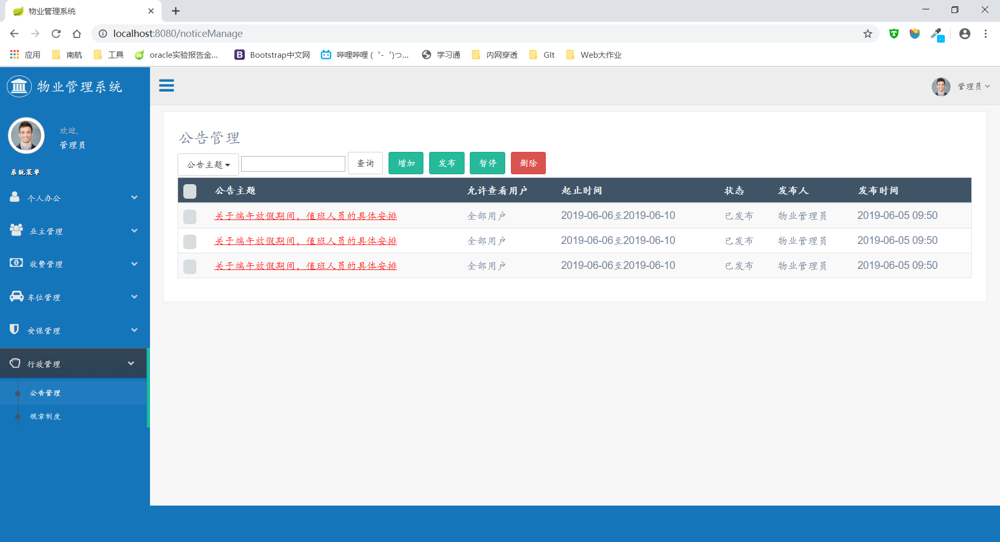 物业管理系统
localhost:8080/noticeManage
应用 南航 工具 oracle实验报告金... Bootstrap中文网 哔哩哔哩 ( ゜- ゜)つ... 学习通 内网穿透 GIt Web大作业
物业管理系统
管理员
欢迎,
管理员
系统菜单
个人办公
业主管理
收费管理
车位管理
安保管理
行政管理
公告管理
规章制度
公告管理
公告主题 查询 增加 发布 暂停 删除
公告主题 允许查看用户 起止时间 状态 发布人 发布时间
关于端午放假期间，值班人员的具体安排 全部用户 2019-06-06至2019-06-10 已发布 物业管理员 2019-06-05 09:50
关于端午放假期间，值班人员的具体安排 全部用户 2019-06-06至2019-06-10 已发布 物业管理员 2019-06-05 09:50
关于端午放假期间，值班人员的具体安排 全部用户 2019-06-06至2019-06-10 已发布 物业管理员 2019-06-05 09:50